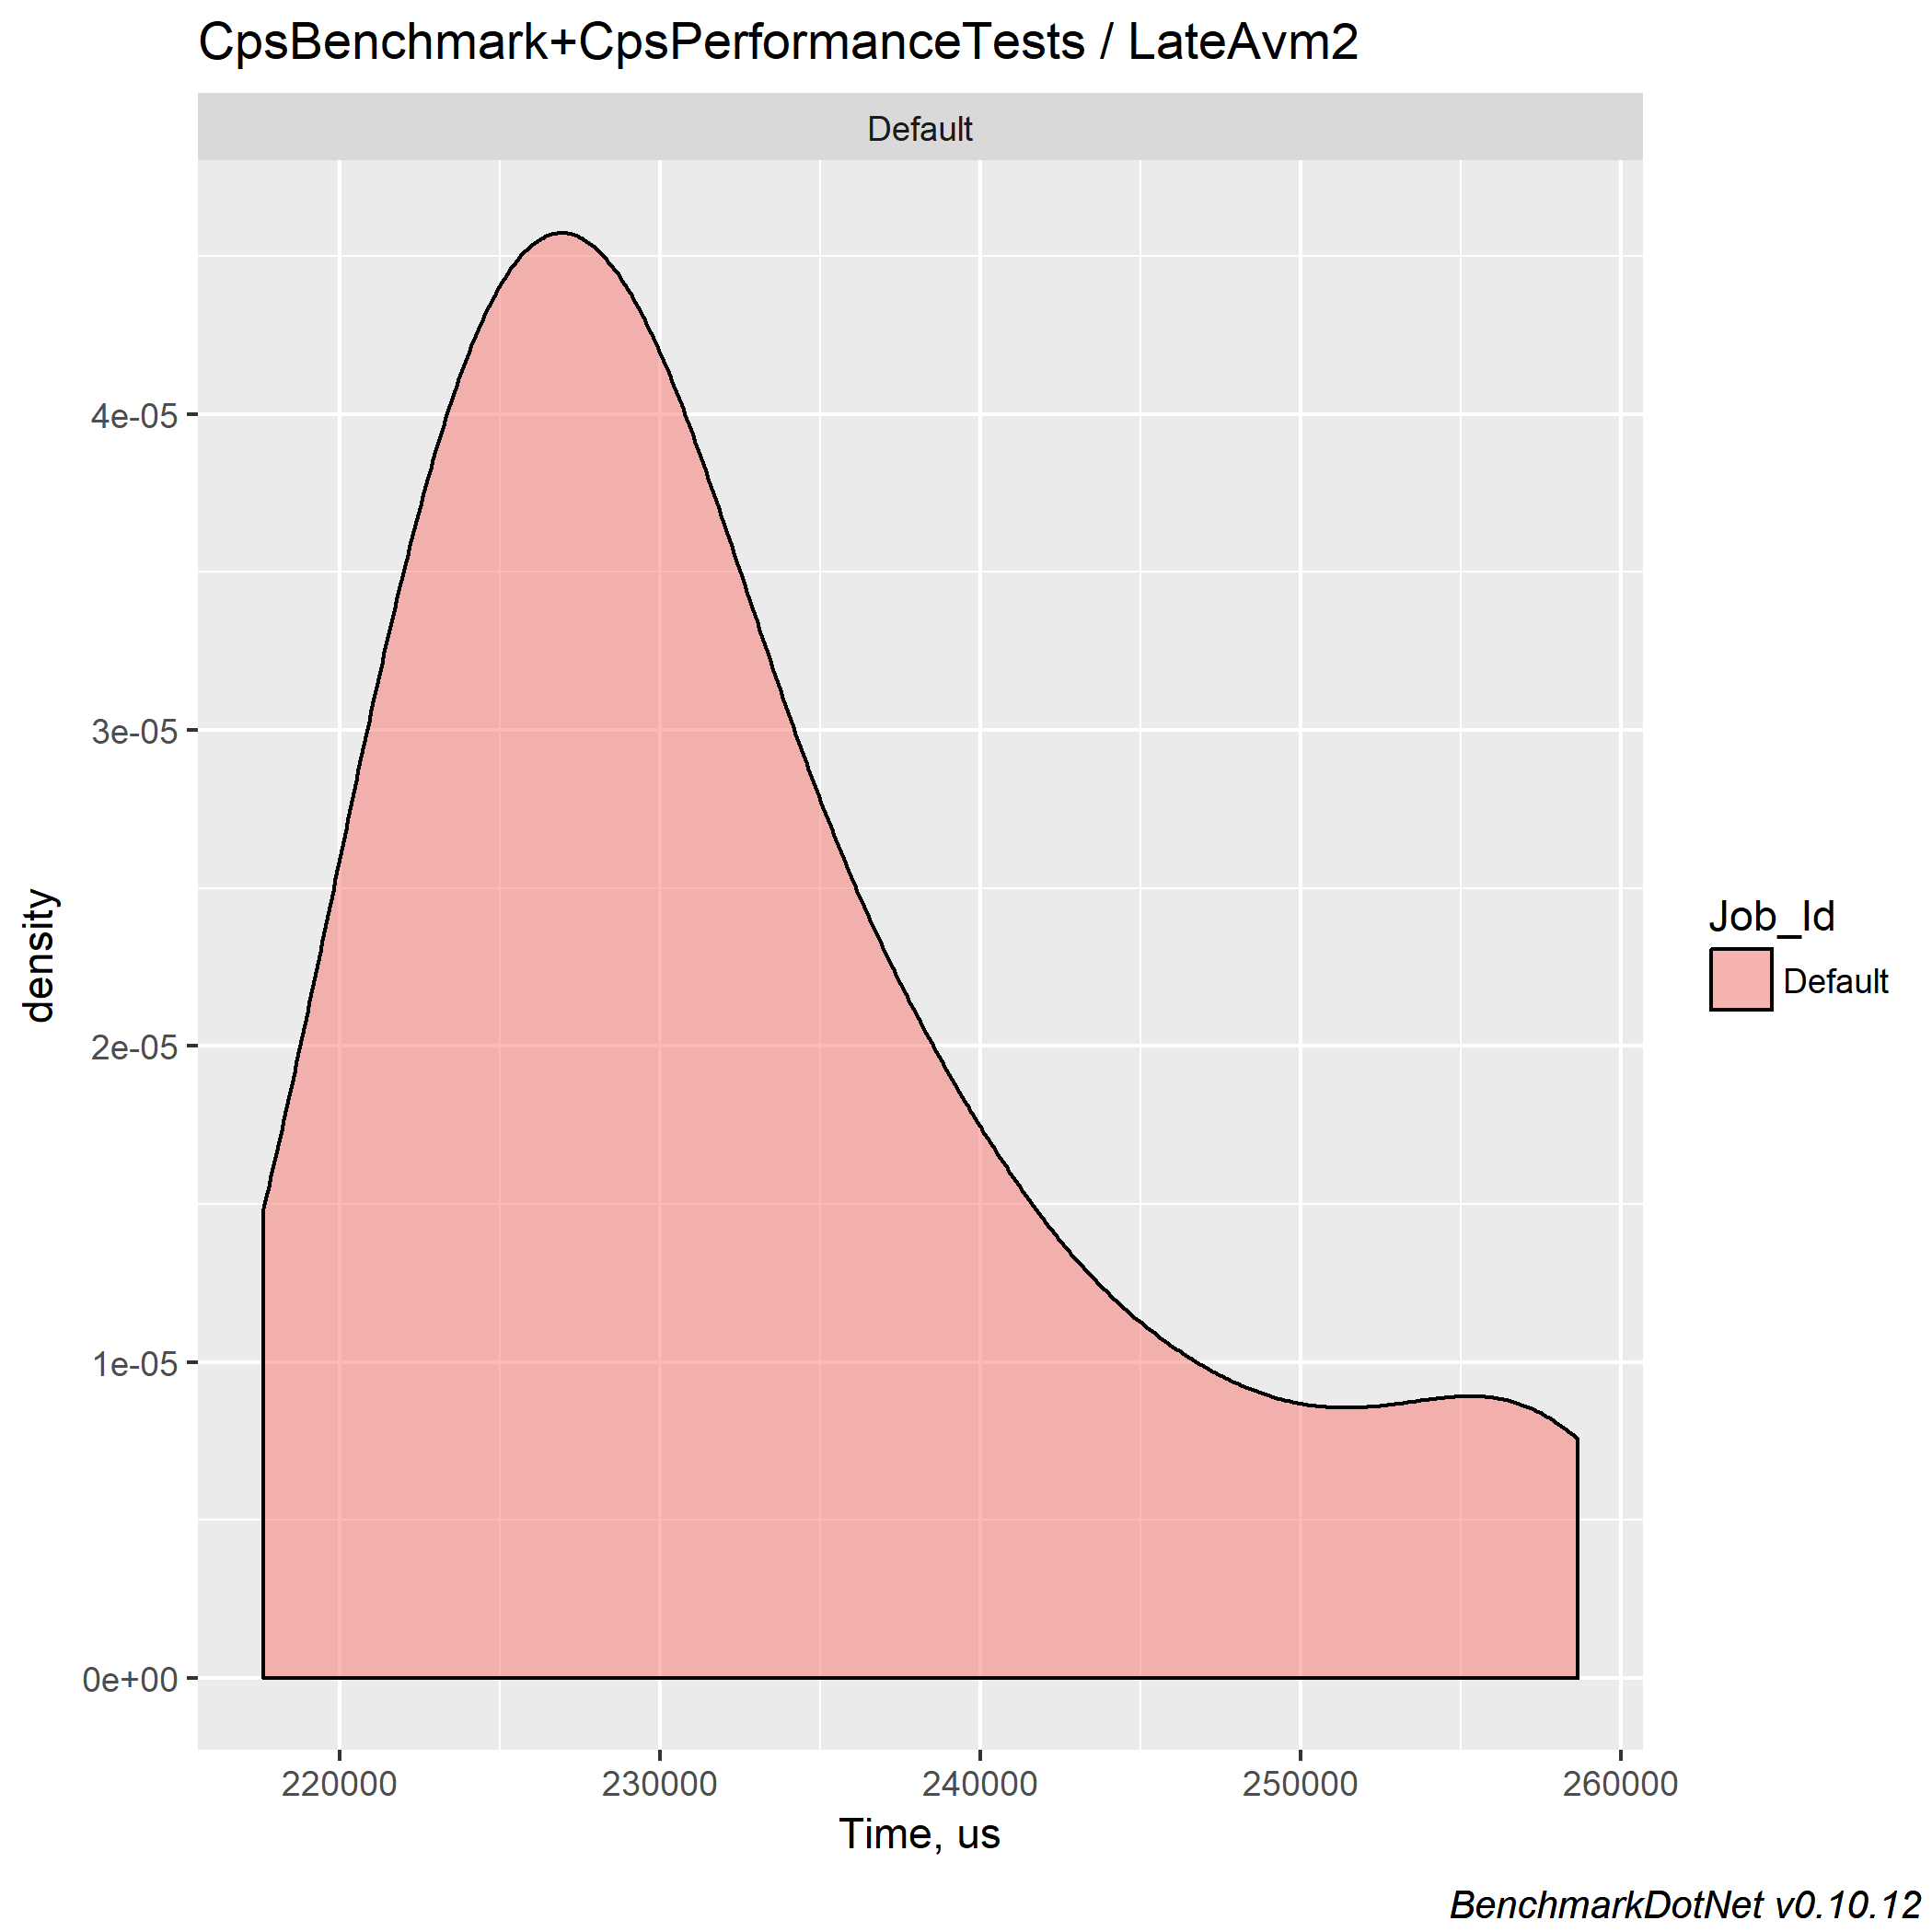 CpsBenchmark+CpsPerformanceTests / LateAvm2
Default
4e-05
3e-05
2e-05
1e-05
0e+00
density
220000 230000 240000 250000 260000
Time, us
Job_Id
Default
BenchmarkDotNet v0.10.12